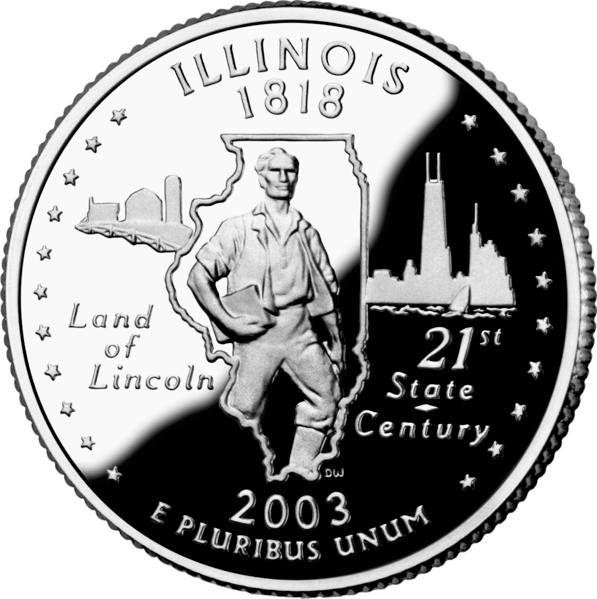 ILLINOIS
1818
Land
of
Lincoln
21st
State
Century
DW
2003
E PLURIBUS UNUM